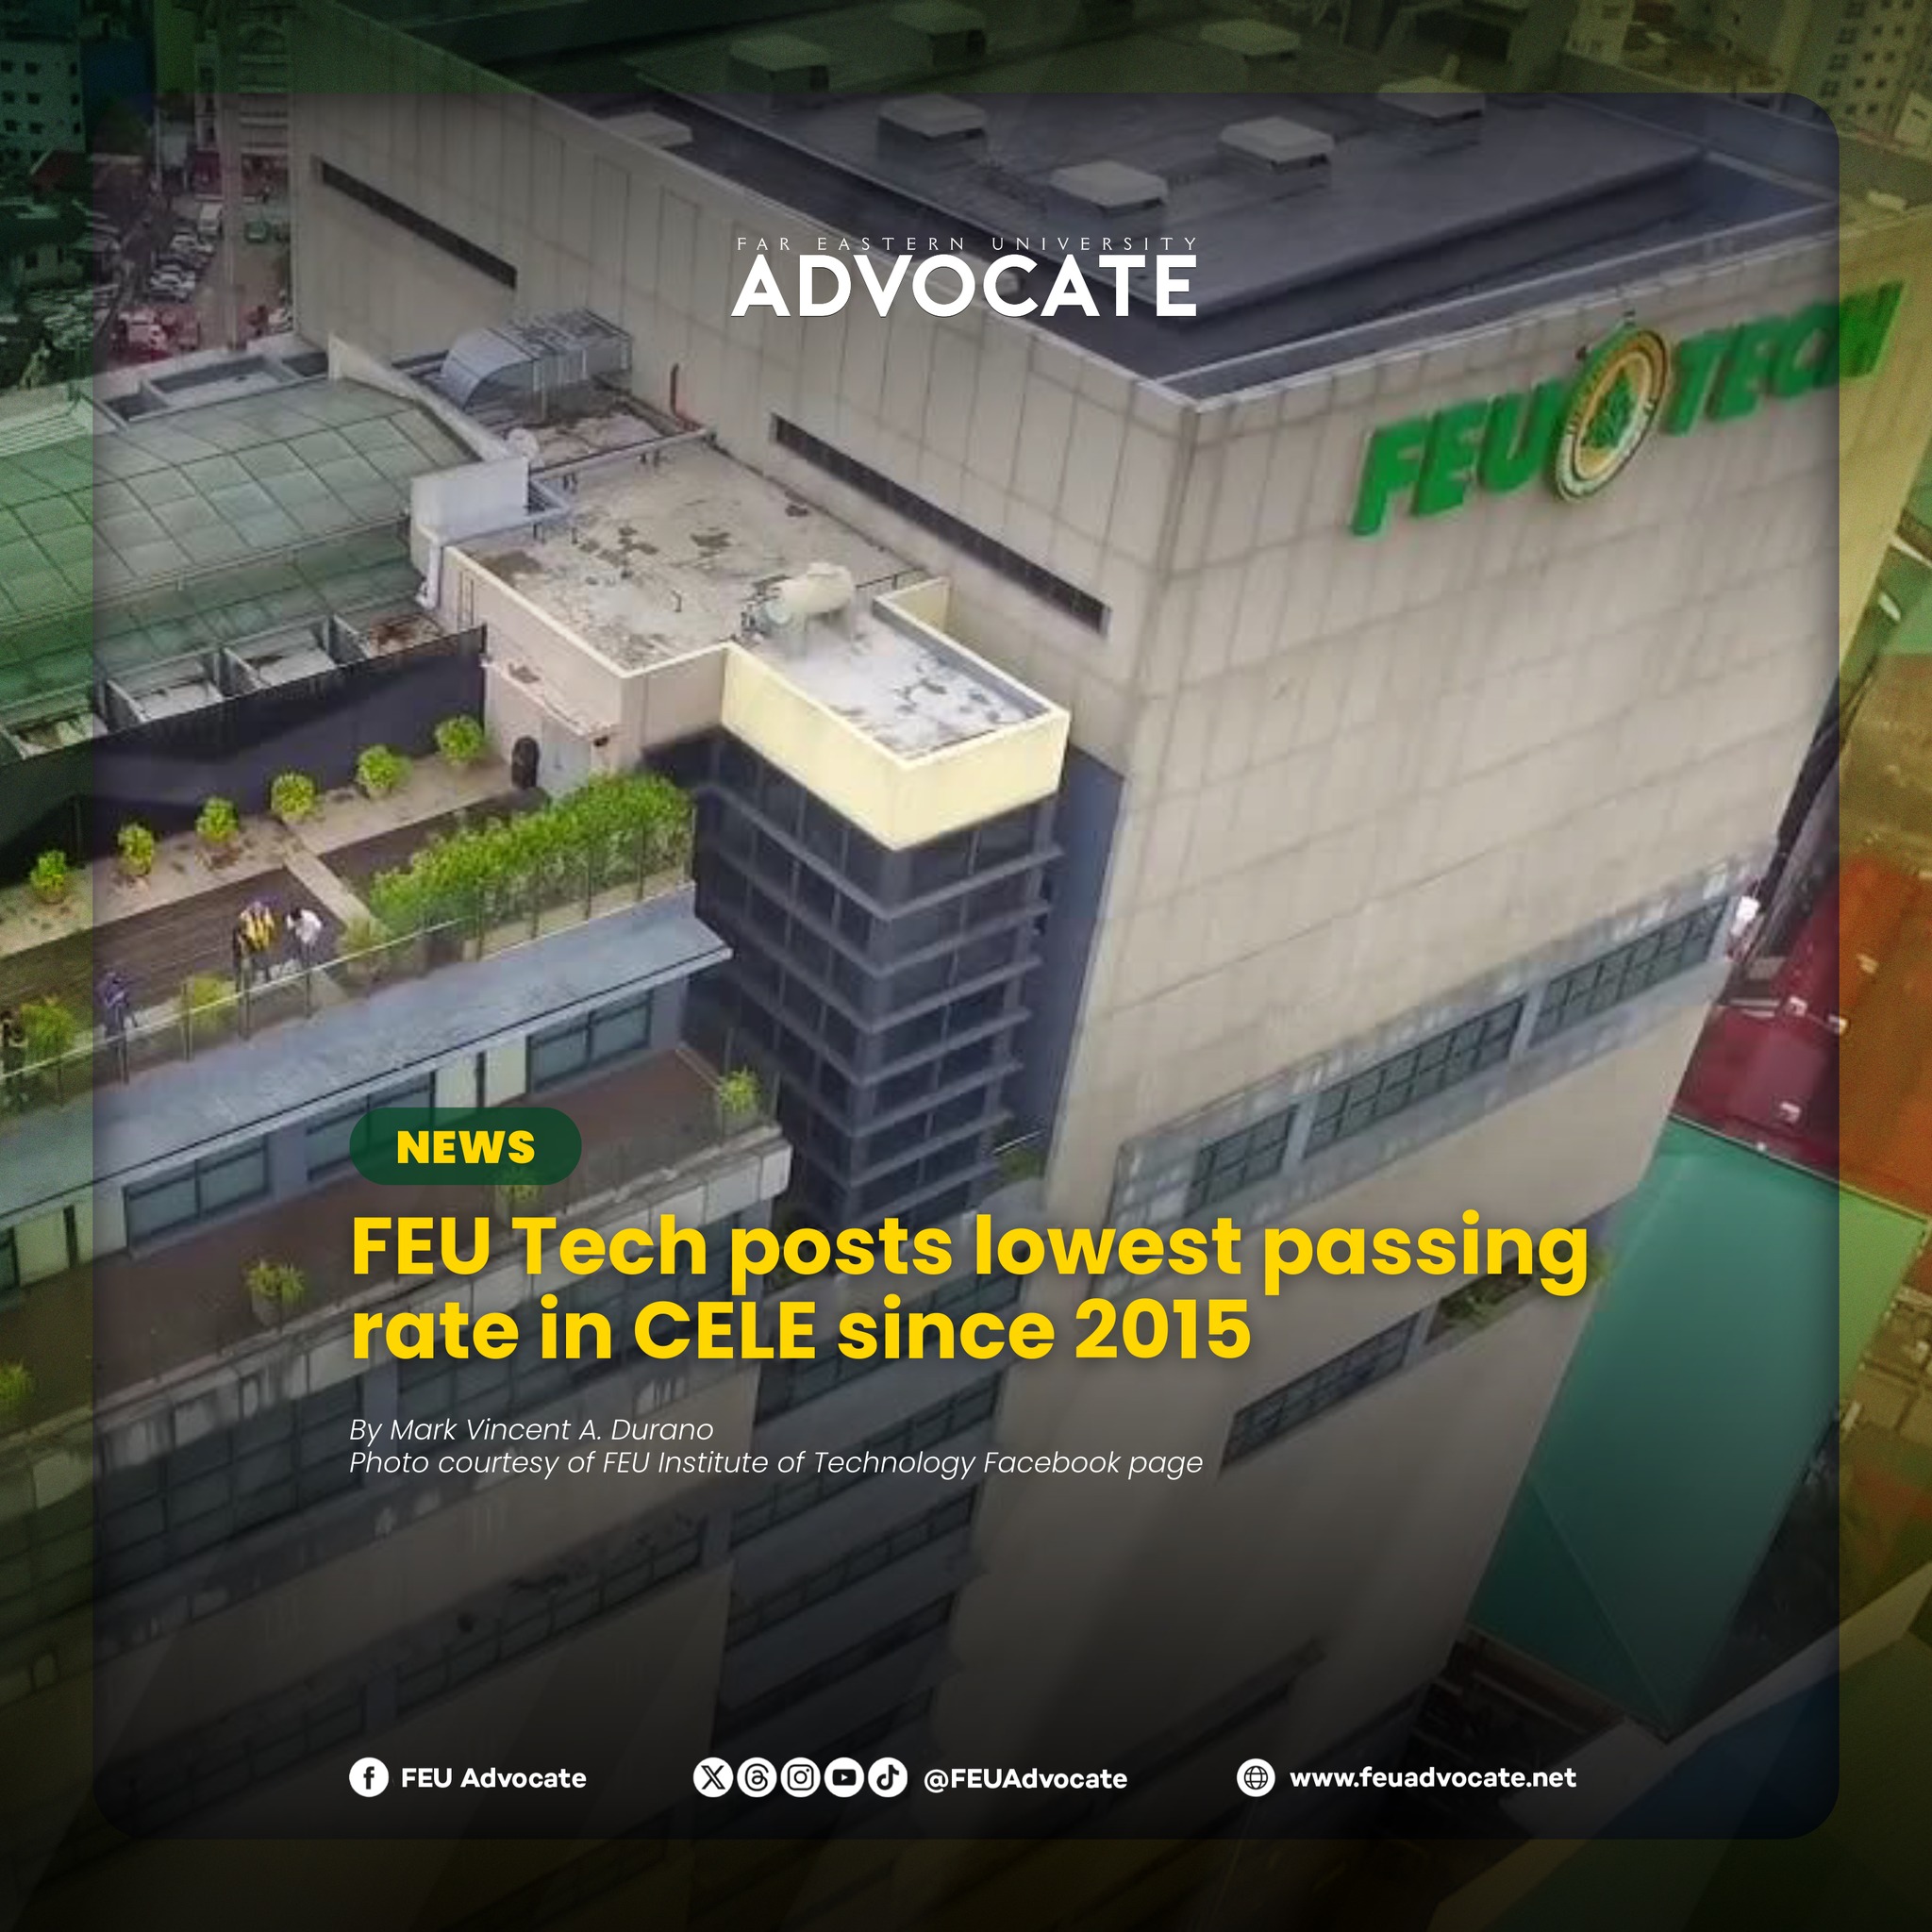 FAR EASTERN UNIVERSITY
ADVOCATE
FEU TECH
NEWS
FEU Tech posts lowest passing
rate in CELE since 2015
By Mark Vincent A. Durano
Photo courtesy of FEU Institute of Technology Facebook page
FEU Advocate
@FEUAdvocate
www.feuadvocate.net